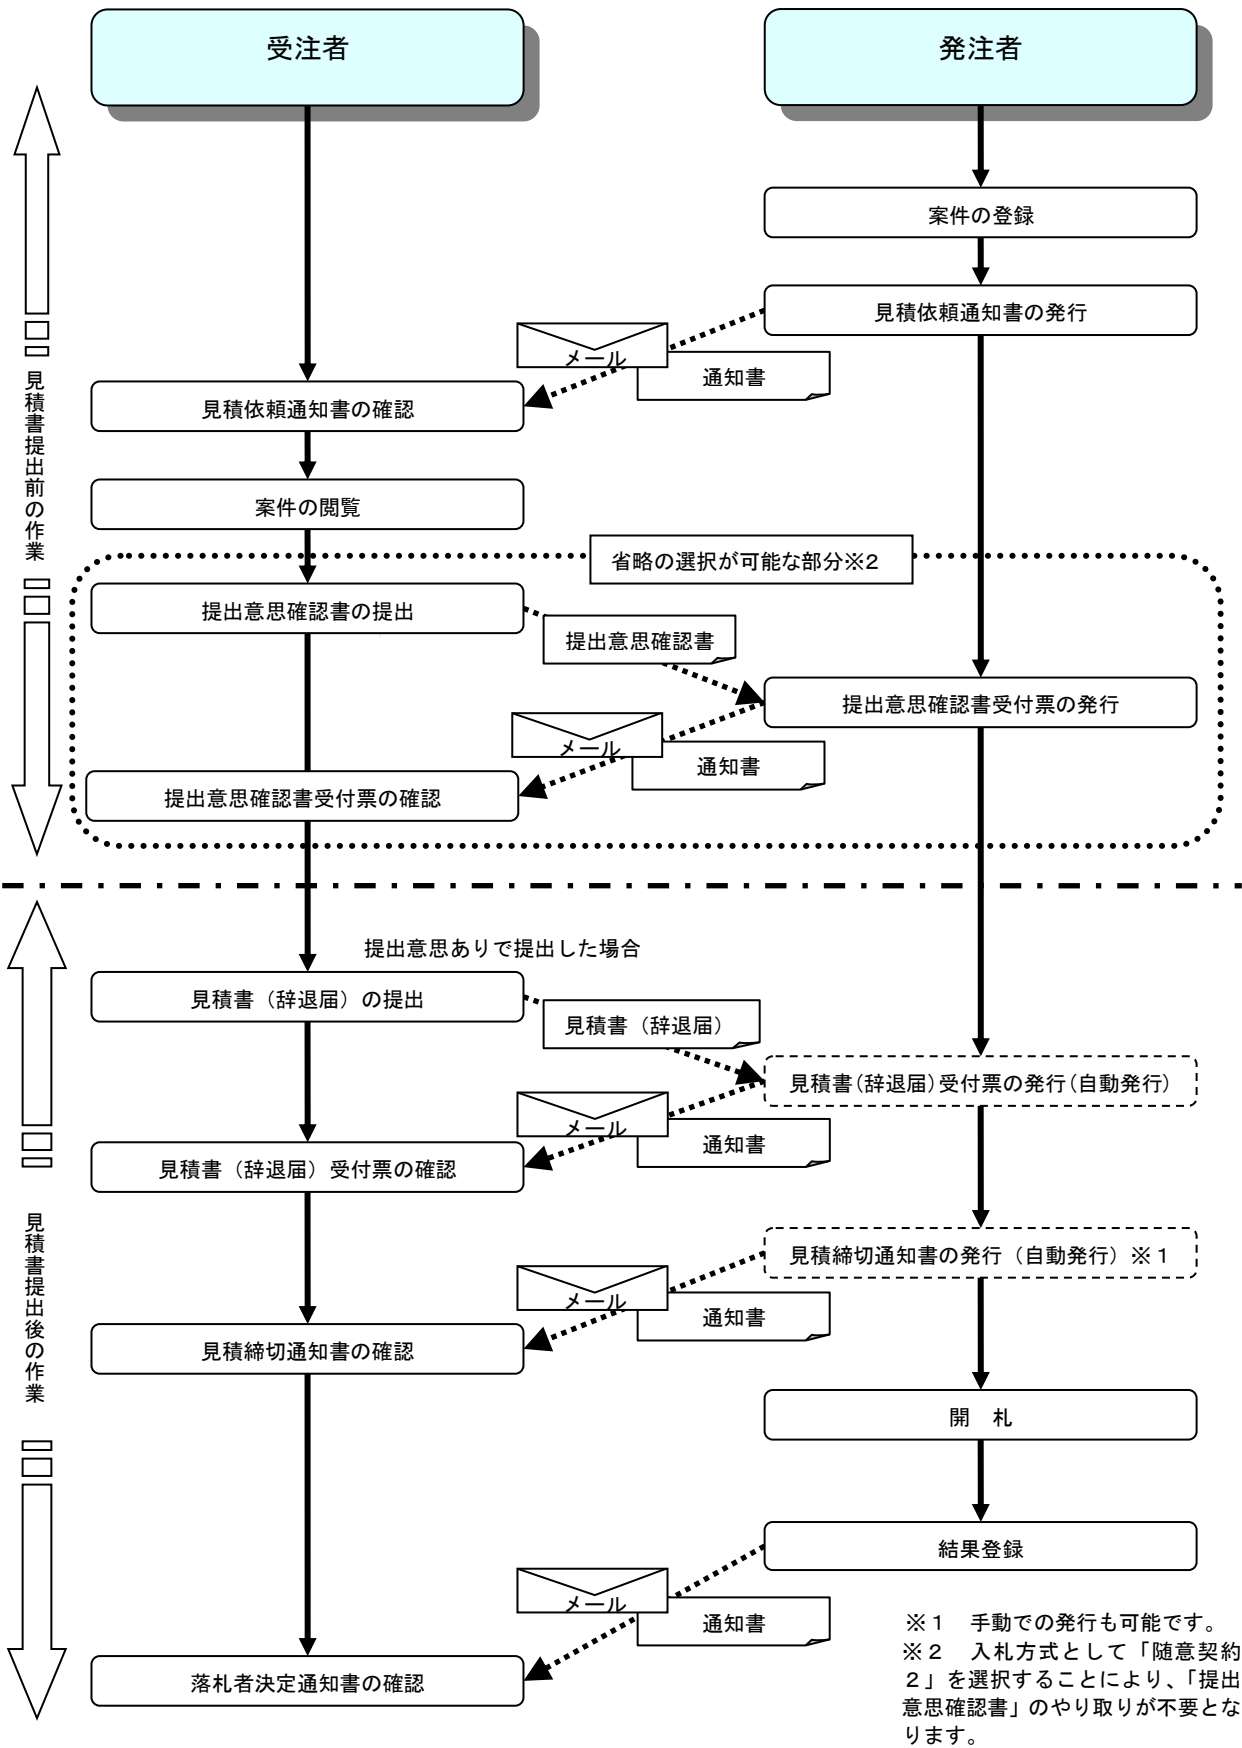 受注者
発注者
案件の登録
見積依頼通知書の発行
メール
通知書
見積依頼通知書の確認
案件の閲覧
省略の選択が可能な部分※２
提出意思確認書の提出
提出意思確認書
提出意思確認書受付票の発行
メール
通知書
提出意思確認書受付票の確認
見積書提出前の作業
提出意思ありで提出した場合
見積書（辞退届）の提出
見積書（辞退届）
見積書（辞退届）受付票の発行（自動発行）
メール
通知書
見積書（辞退届）受付票の確認
見積締切通知書の発行（自動発行）※１
メール
通知書
見積締切通知書の確認
見積書提出後の作業
開　札
結果登録
メール
通知書
落札者決定通知書の確認
※１　手動での発行も可能です。
※２　入札方式として「随意契約
２」を選択することにより、「提出
意思確認書」のやり取りが不要とな
ります。